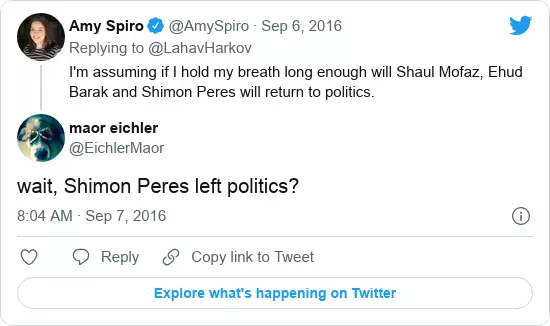 Amy Spiro @AmySpiro · Sep 6, 2016
Replying to @LahavHarkov
I'm assuming if I hold my breath long enough will Shaul Mofaz, Ehud
Barak and Shimon Peres will return to politics.
maor eichler
@EichlerMaor
wait, Shimon Peres left politics?
8:04 AM · Sep 7, 2016
Reply
Copy link to Tweet
Explore what's happening on Twitter